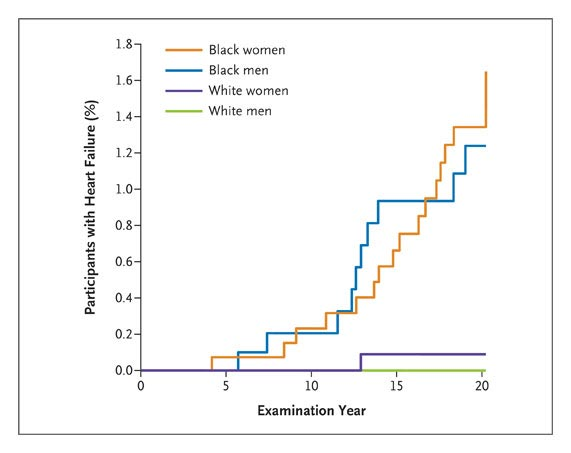 1.8
1.6
1.4
1.2
1.0
0.8
0.6
0.4
0.2
0.0
Participants with Heart Failure (%)
Black women
Black men
White women
White men
0 5 10 15 20
Examination Year